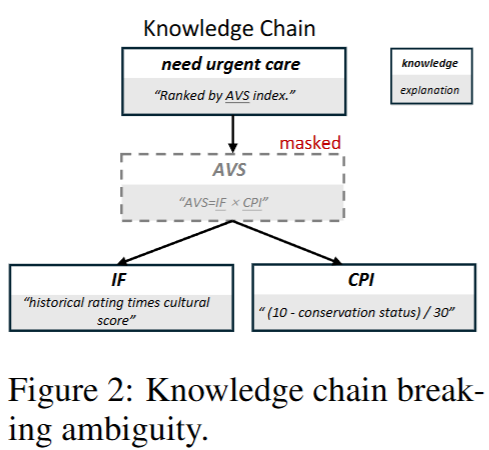 Knowledge Chain
need urgent care
"Ranked by AVS index."
knowledge
explanation
masked
AVS
"AVS=IF × CPI"
IF
"historical rating times cultural
score"
CPI
" (10 - conservation status) / 30"
Figure 2: Knowledge chain break-
ing ambiguity.